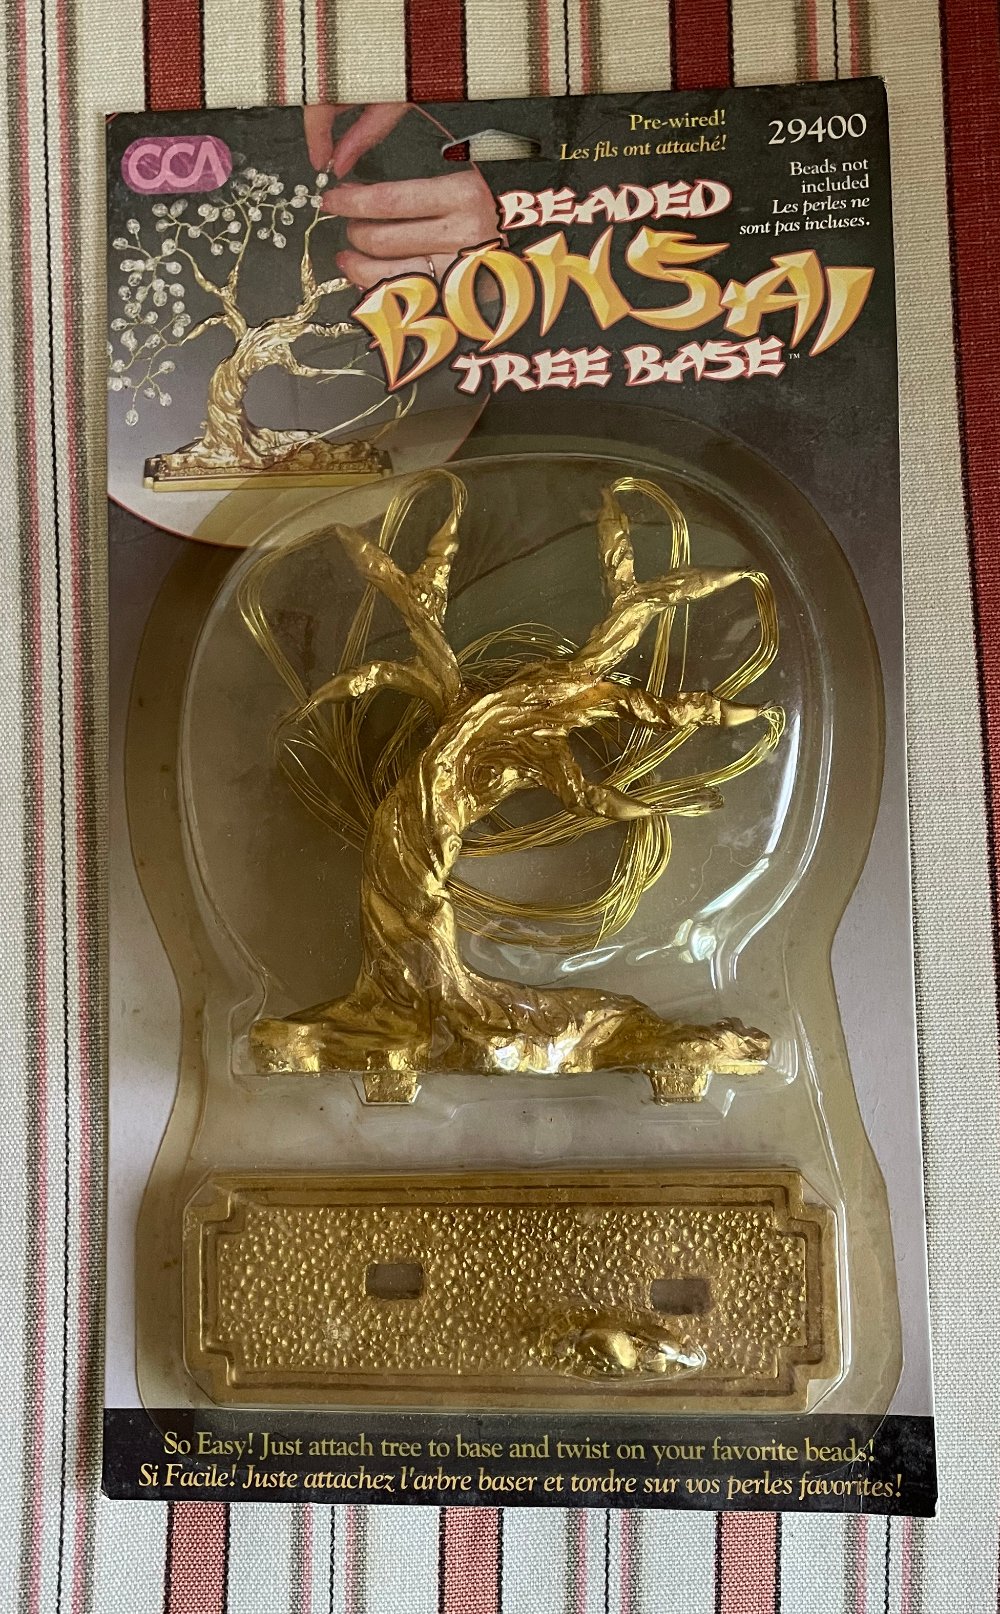 CCA
Pre-wired!
Les fils ont attaché!
29400
Beads not
included
Les perles ne
sont pas incluses.
BEADED
BONSAI
TREE BASE™
So Easy! Just attach tree to base and twist on your favorite beads!
Si Facile! Juste attachez l'arbre baser et tordre sur vos perles favorites!